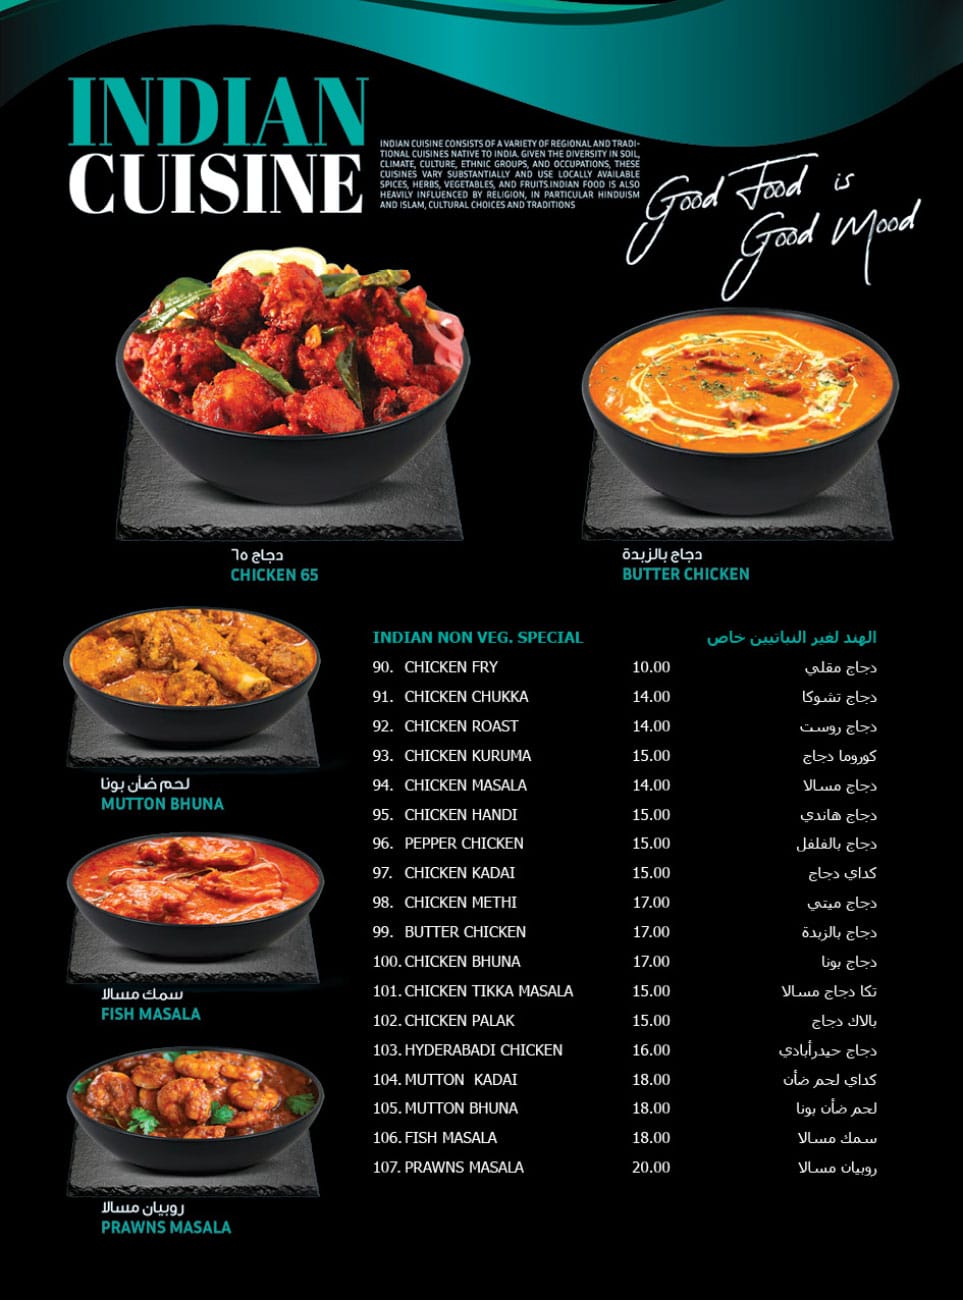 INDIAN
CUISINE
INDIAN CUISINE CONSISTS OF A VARIETY OF REGIONAL AND TRADI-
TIONAL CUISINES NATIVE TO INDIA. GIVEN THE DIVERSITY IN SOIL,
CLIMATE, CULTURE, ETHNIC GROUPS, AND OCCUPATIONS, THESE
CUISINES VARY SUBSTANTIALLY AND USE LOCALLY AVAILABLE
SPICES, HERBS, VEGETABLES, AND FRUITS.INDIAN FOOD IS ALSO
HEAVILY INFLUENCED BY RELIGION, IN PARTICULAR HINDUISM
AND ISLAM, CULTURAL CHOICES AND TRADITIONS
Good Food is
Good Mood
دجاج ٦٥
CHICKEN 65
دجاج بالزبدة
BUTTER CHICKEN
لحم ضأن بونا
MUTTON BHUNA
سمك مسالا
FISH MASALA
روبيان مسالا
PRAWNS MASALA
INDIAN NON VEG. SPECIAL الهند لغير النباتيين خاص
90. CHICKEN FRY 10.00 دجاج مقلي
91. CHICKEN CHUKKA 14.00 دجاج تشوكا
92. CHICKEN ROAST 14.00 دجاج روست
93. CHICKEN KURUMA 15.00 كوروما دجاج
94. CHICKEN MASALA 14.00 دجاج مسالا
95. CHICKEN HANDI 15.00 دجاج هاندي
96. PEPPER CHICKEN 15.00 دجاج بالفلفل
97. CHICKEN KADAI 15.00 كداي دجاج
98. CHICKEN METHI 17.00 دجاج ميتي
99. BUTTER CHICKEN 17.00 دجاج بالزبدة
100. CHICKEN BHUNA 17.00 دجاج بونا
101. CHICKEN TIKKA MASALA 15.00 تكا دجاج مسالا
102. CHICKEN PALAK 15.00 بالاك دجاج
103. HYDERABADI CHICKEN 16.00 دجاج حيدرأبادي
104. MUTTON KADAI 18.00 كداي لحم ضأن
105. MUTTON BHUNA 18.00 لحم ضأن بونا
106. FISH MASALA 18.00 سمك مسالا
107. PRAWNS MASALA 20.00 روبيان مسالا